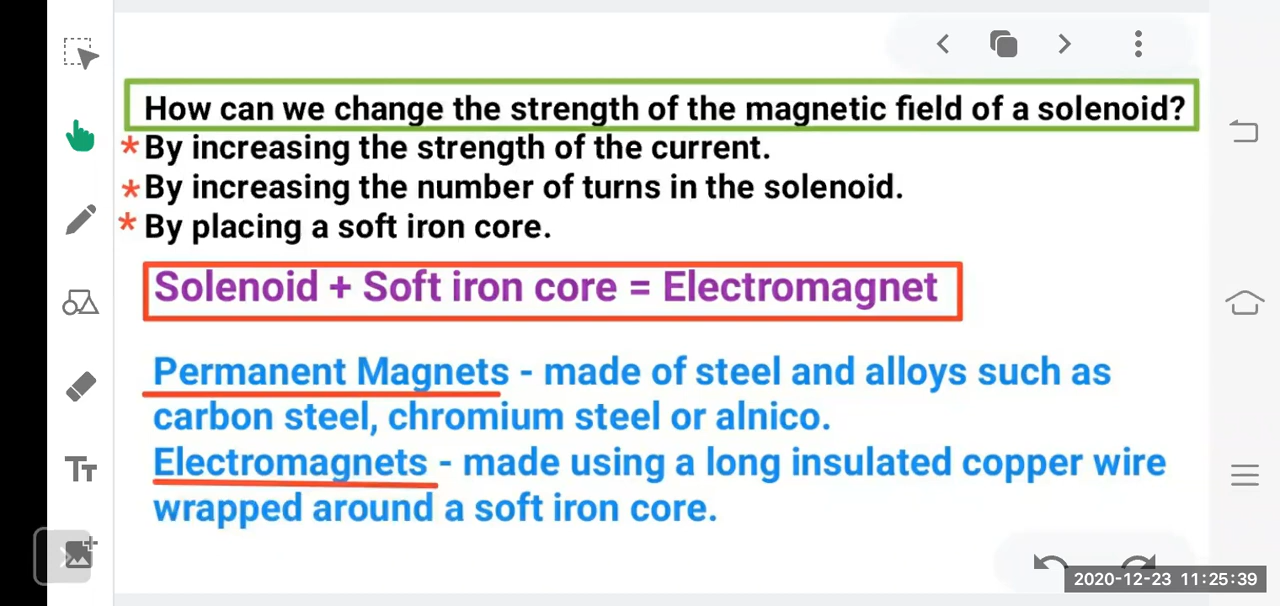 How can we change the strength of the magnetic field of a solenoid?
* By increasing the strength of the current.
* By increasing the number of turns in the solenoid.
* By placing a soft iron core.
Solenoid + Soft iron core = Electromagnet
Permanent Magnets - made of steel and alloys such as
carbon steel, chromium steel or alnico.
Electromagnets - made using a long insulated copper wire
wrapped around a soft iron core.
Tт
2020-12-23 11:25:39